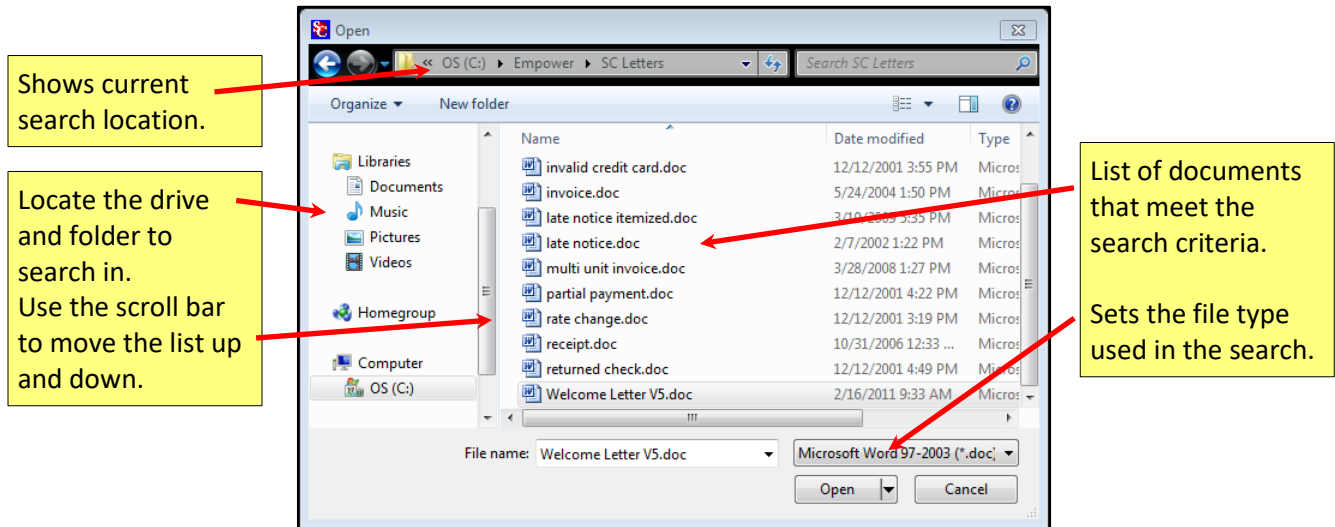 SC Open
Shows current
search location.
« OS (C:) Empower SC Letters Search SC Letters
Organize New folder
Locate the drive
and folder to
search in.
Use the scroll bar
to move the list up
and down.
Libraries
Documents
Music
Pictures
Videos
Homegroup
Computer
OS (C:)
Name Date modified Type
invalid credit card.doc 12/12/2001 3:55 PM Micros
invoice.doc 5/24/2004 1:50 PM Micros
late notice itemized.doc 3/19/2009 5:35 PM Micros
late notice.doc 2/7/2002 1:22 PM Micros
multi unit invoice.doc 3/28/2008 1:27 PM Micros
partial payment.doc 12/12/2001 4:22 PM Micros
rate change.doc 12/12/2001 3:19 PM Micros
receipt.doc 10/31/2006 12:33 ... Micros
returned check.doc 12/12/2001 4:49 PM Micros
Welcome Letter V5.doc 2/16/2011 9:33 AM Micros
List of documents
that meet the
search criteria.
Sets the file type
used in the search.
File name: Welcome Letter V5.doc Microsoft Word 97-2003 (*.doc)
Open Cancel